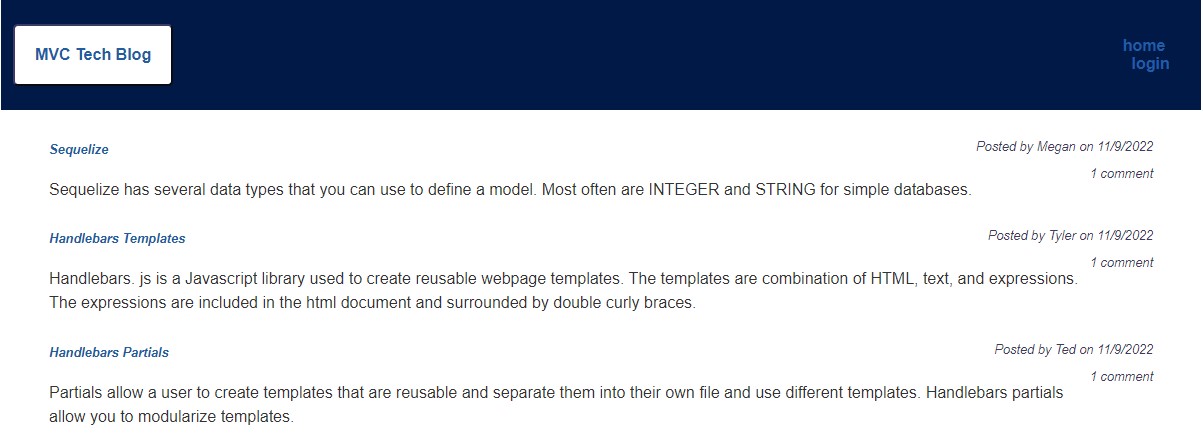 MVC Tech Blog
home
login
Sequelize
Posted by Megan on 11/9/2022
1 comment
Sequelize has several data types that you can use to define a model. Most often are INTEGER and STRING for simple databases.
Handlebars Templates
Posted by Tyler on 11/9/2022
1 comment
Handlebars. js is a Javascript library used to create reusable webpage templates. The templates are combination of HTML, text, and expressions.
The expressions are included in the html document and surrounded by double curly braces.
Handlebars Partials
Posted by Ted on 11/9/2022
1 comment
Partials allow a user to create templates that are reusable and separate them into their own file and use different templates. Handlebars partials
allow you to modularize templates.